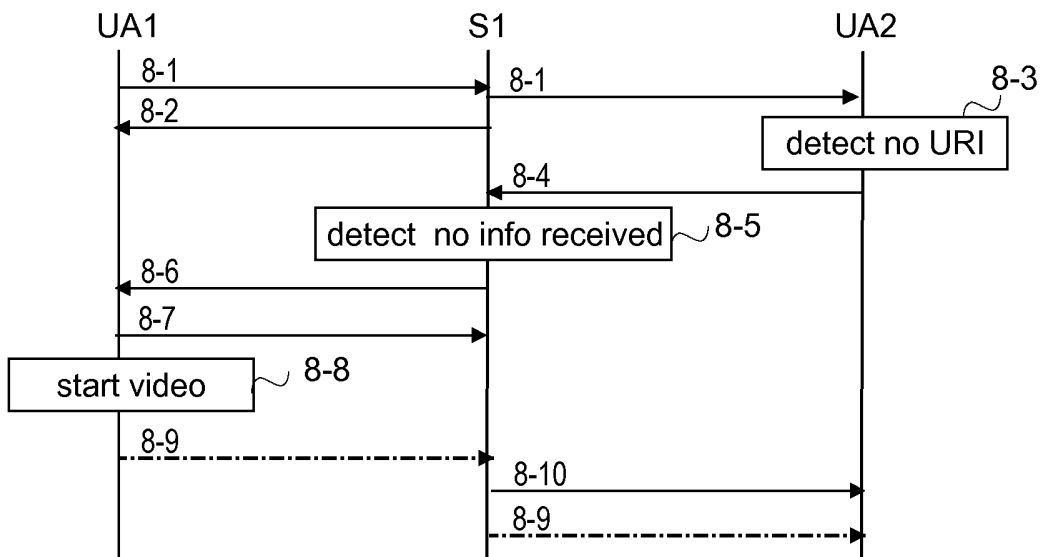 UA1 S1 UA2
8-1 8-1
8-3
8-2
detect no URI
8-4
detect no info received 8-5
8-6
8-7
start video 8-8
8-9
8-10
8-9